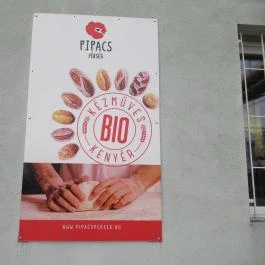 PIPACS
PÉKSÉG
KÉZMŰVES
BIO
KENYÉR
WWW.PIPACSPEKSEG.HU